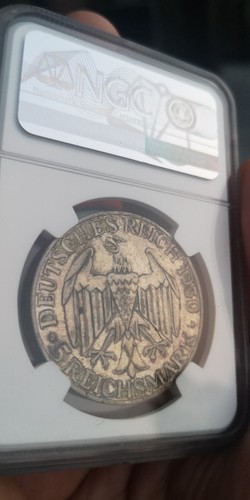 NGC
DEUTSCHES REICH 1930
5 REICHSMARK